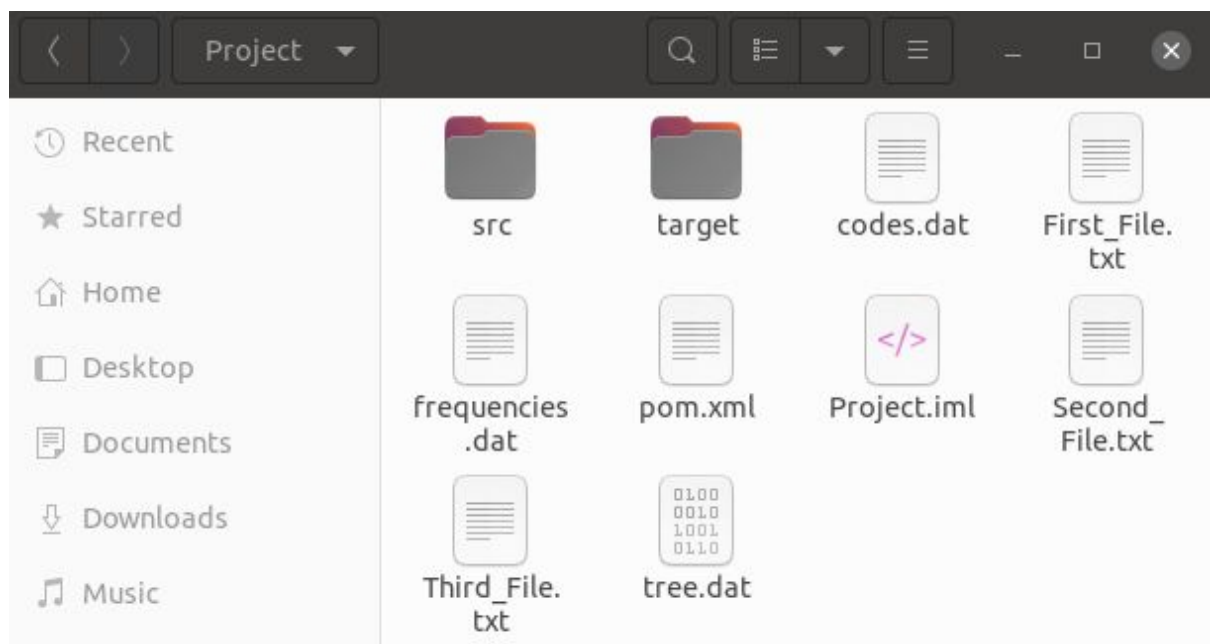 Project
Recent
Starred
Home
Desktop
Documents
Downloads
Music
src
target
codes.dat
First_File.
txt
frequencies
.dat
pom.xml
</>
Project.iml
Second_
File.txt
Third_File.
txt
0100
0010
1001
0110
tree.dat